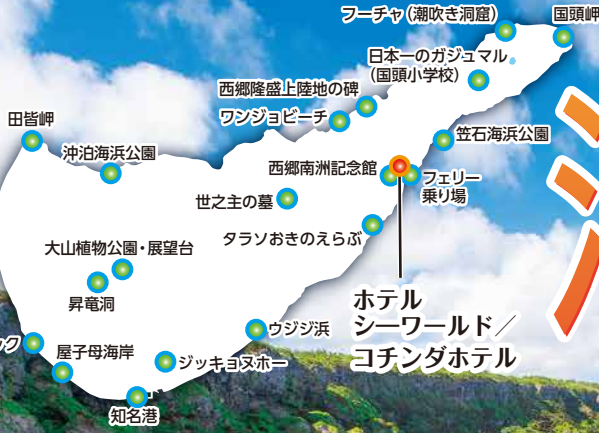 フーチャ（潮吹き洞窟）
国頭岬
日本一のガジュマル
（国頭小学校）
西郷隆盛上陸地の碑
ワンジョビーチ
田皆岬
沖泊海浜公園
笠石海浜公園
西郷南洲記念館
フェリー
乗り場
世之主の墓
タラソおきのえらぶ
大山植物公園・展望台
昇竜洞
ホテル
シーワールド／
コチンダホテル
ウジジ浜
屋子母海岸
ジッキョヌホー
知名港